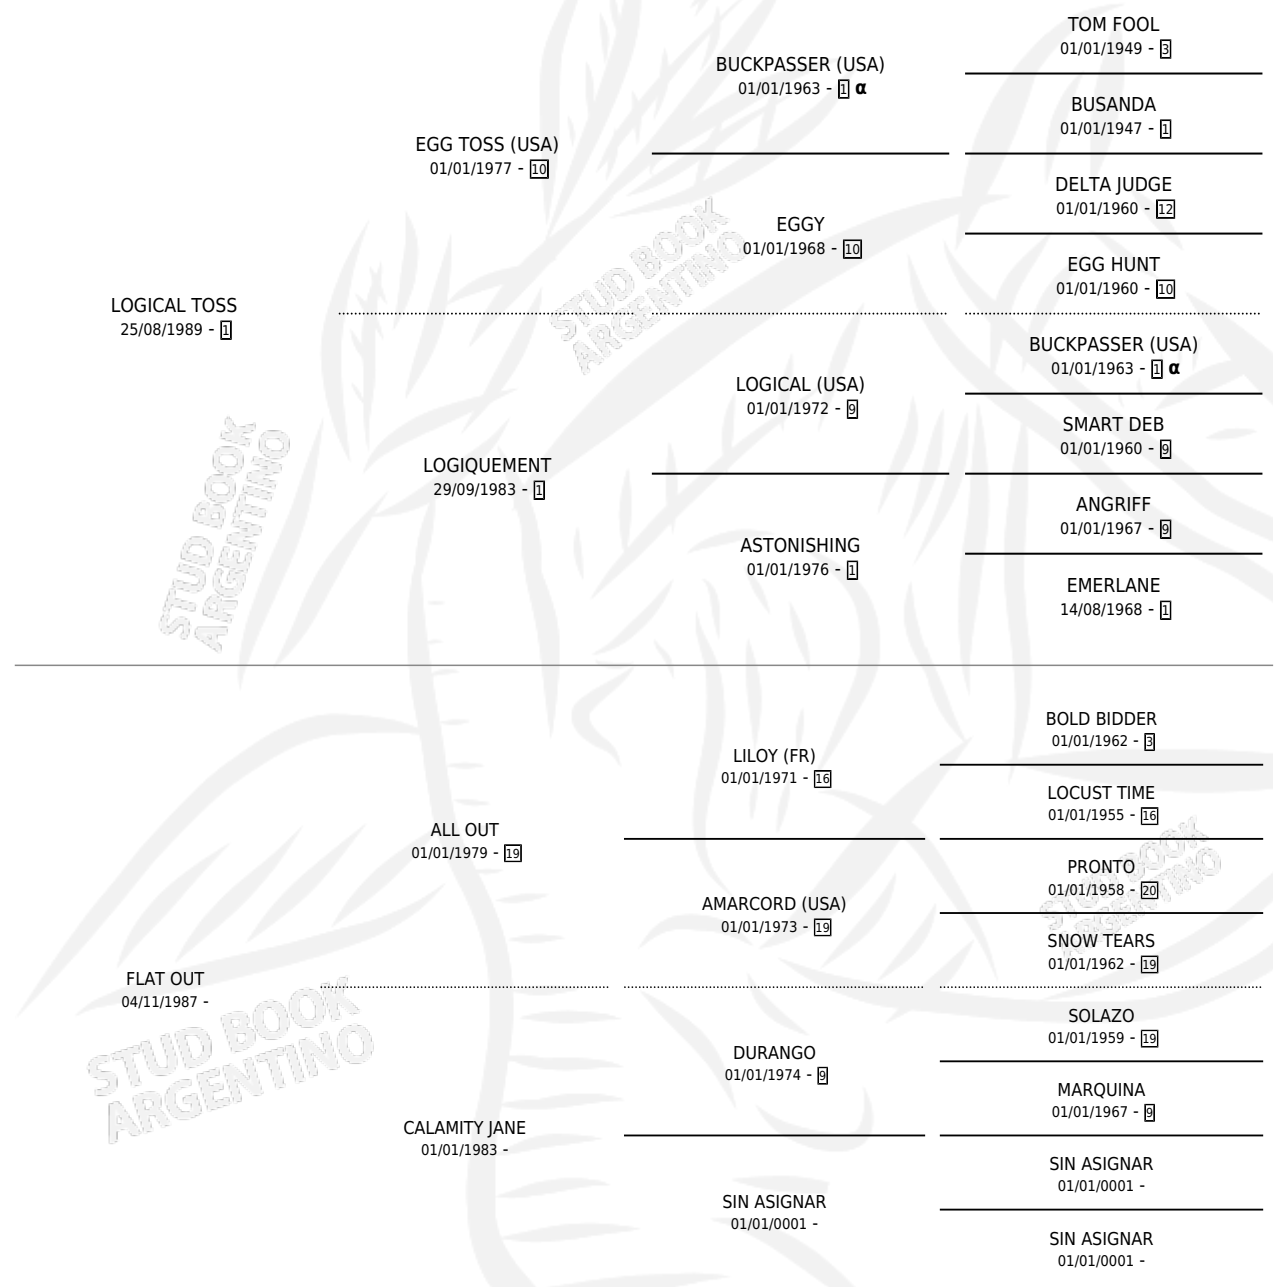 TOM FOOL
01/01/1949 - 3
BUCKPASSER (USA)
01/01/1963 - 1 α
BUSANDA
01/01/1947 - 1
EGG TOSS (USA)
01/01/1977 - 10
DELTA JUDGE
01/01/1960 - 12
EGGY
01/01/1968 - 10
EGG HUNT
01/01/1960 - 10
LOGICAL TOSS
25/08/1989 - 1
BUCKPASSER (USA)
01/01/1963 - 1 α
LOGICAL (USA)
01/01/1972 - 9
SMART DEB
01/01/1960 - 9
LOGIQUEMENT
29/09/1983 - 1
ANGRIFF
01/01/1967 - 9
ASTONISHING
01/01/1976 - 1
EMERLANE
14/08/1968 - 1
BOLD BIDDER
01/01/1962 - 3
LILOY (FR)
01/01/1971 - 16
LOCUST TIME
01/01/1955 - 16
ALL OUT
01/01/1979 - 19
PRONTO
01/01/1958 - 20
AMARCORD (USA)
01/01/1973 - 19
SNOW TEARS
01/01/1962 - 19
FLAT OUT
04/11/1987 -
SOLAZO
01/01/1959 - 19
DURANGO
01/01/1974 - 9
MARQUINA
01/01/1967 - 9
CALAMITY JANE
01/01/1983 -
SIN ASIGNAR
01/01/0001 -
SIN ASIGNAR
01/01/0001 -
SIN ASIGNAR
01/01/0001 -
STUD BOOK
ARGENTINO
STUD BOOK
ARGENTINO
STUD BOOK
ARGENTINO
STUD BOOK
ARGENTINO